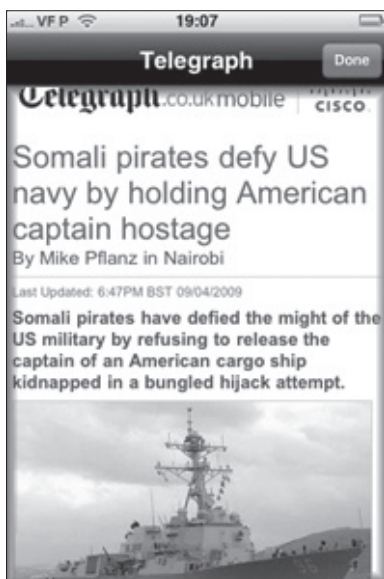 VF P 19:07
Telegraph Done
Telegraph.co.uk mobile CISCO
Somali pirates defy US
navy by holding American
captain hostage
By Mike Pflanz in Nairobi
Last Updated: 6:47PM BST 09/04/2009
Somali pirates have defied the might of the
US military by refusing to release the
captain of an American cargo ship
kidnapped in a bungled hijack attempt.